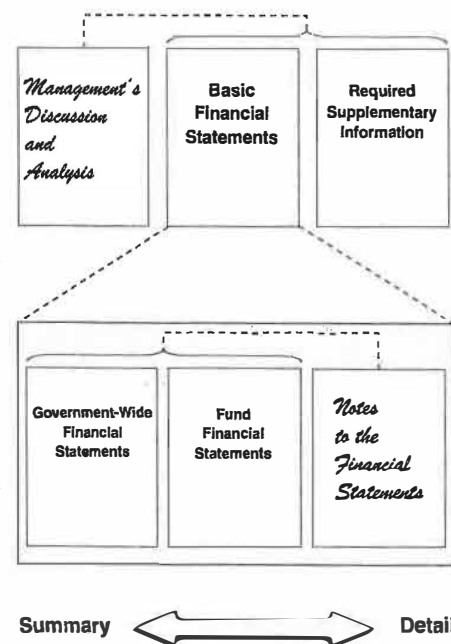 Management's
Discussion
and
Analysis
Basic
Financial
Statements
Required
Supplementary
Information
Government-Wide
Financial
Statements
Fund
Financial
Statements
Notes
to the
Financial
Statements
Summary
Detail